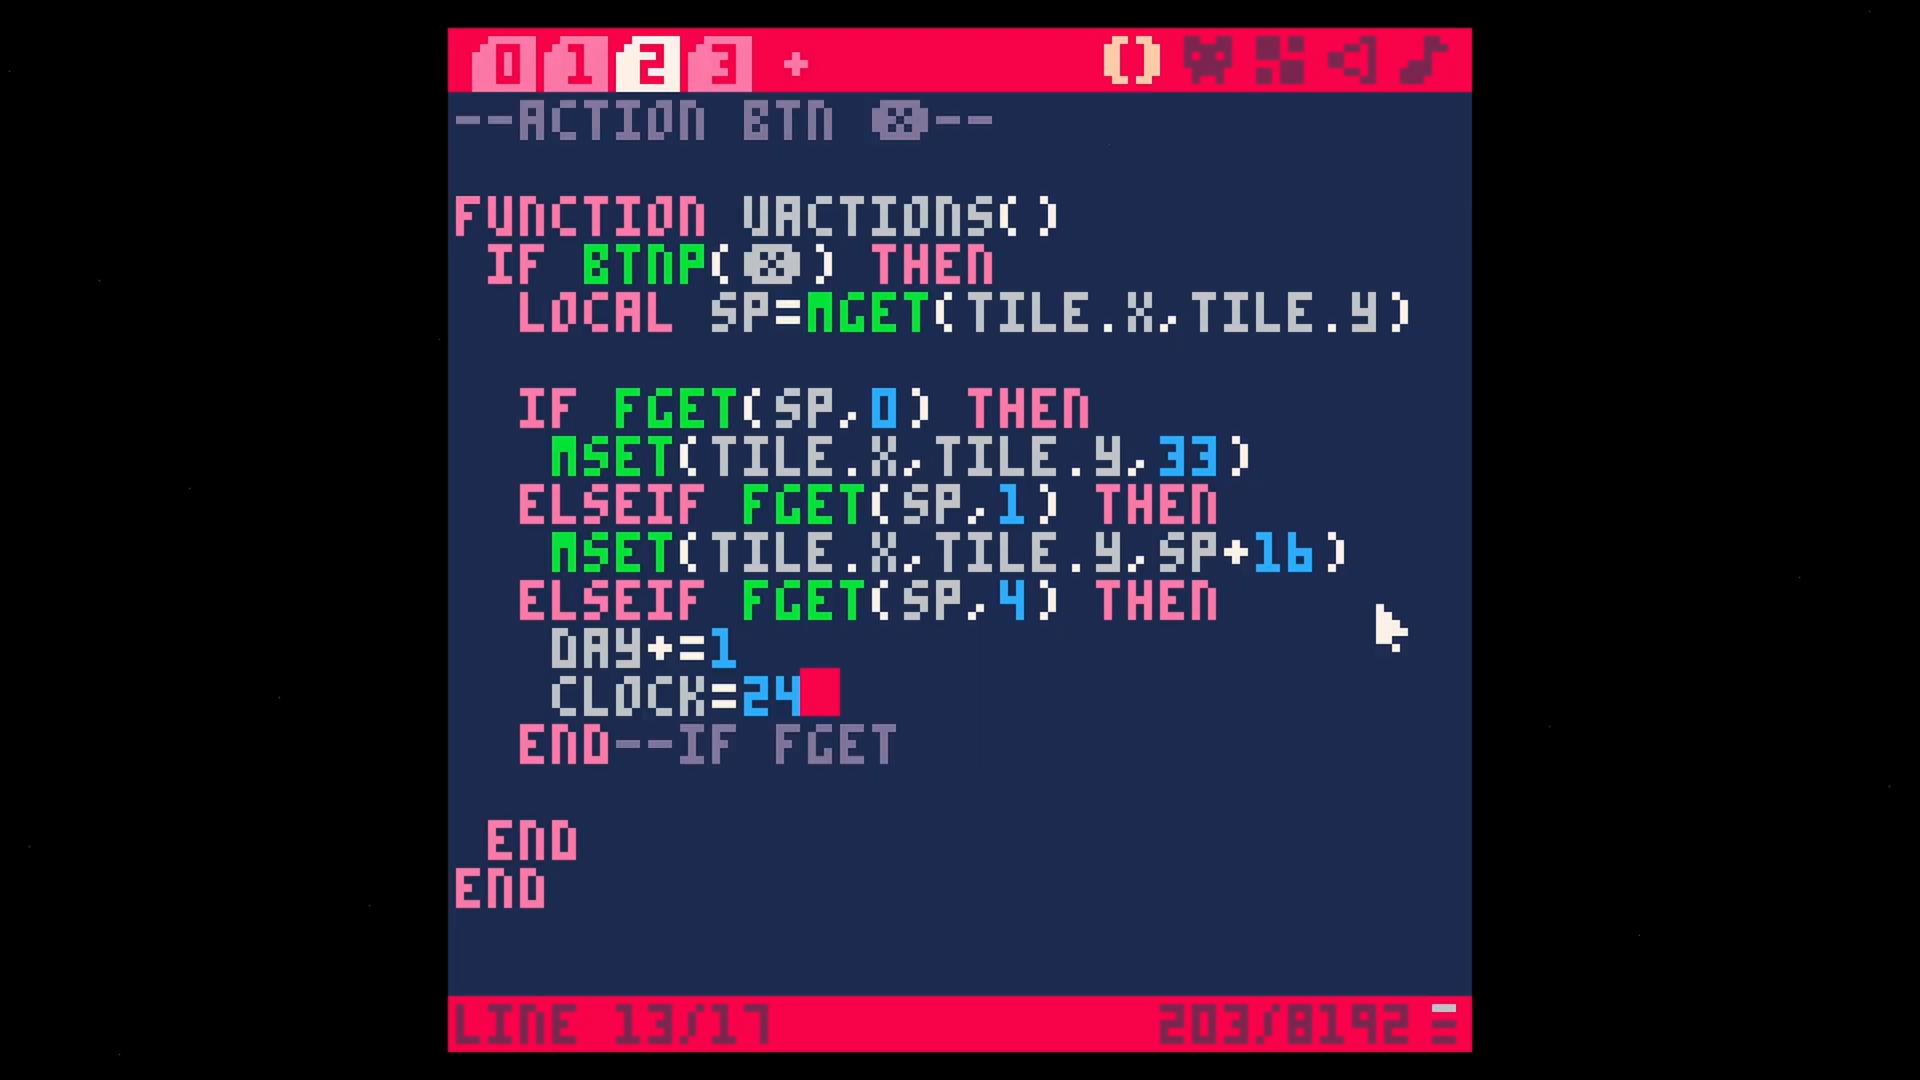 0 1 2 3 +
--ACTION BTN ❎--
FUNCTION UACTIONS()
IF BTNP(❎) THEN
LOCAL SP=MGET(TILE.X,TILE.Y)
IF FGET(SP,0) THEN
MSET(TILE.X,TILE.Y,33)
ELSEIF FGET(SP,1) THEN
MSET(TILE.X,TILE.Y,SP+16)
ELSEIF FGET(SP,4) THEN
DAY+=1
CLOCK=24
END--IF FGET
END
END
LINE 13/17 203/8192